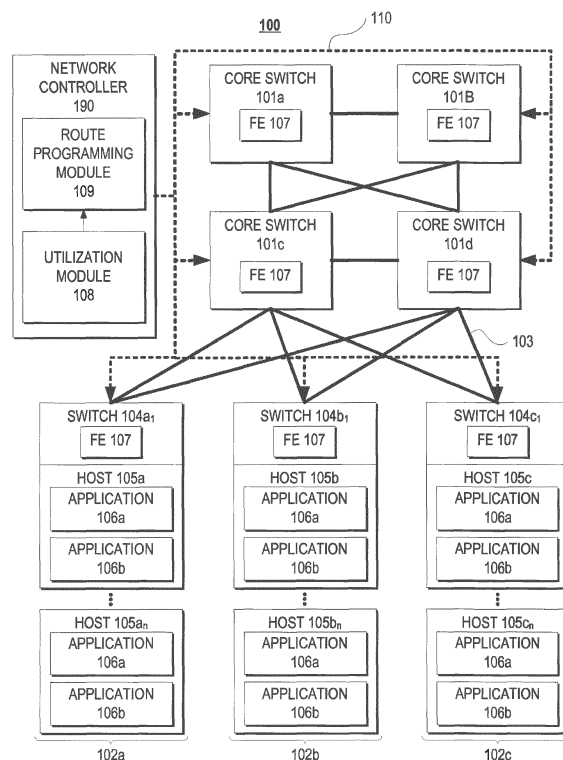 100
110
NETWORK
CONTROLLER
190
ROUTE
PROGRAMMING
MODULE
109
UTILIZATION
MODULE
108
CORE SWITCH
101a
FE 107
CORE SWITCH
101B
FE 107
CORE SWITCH
101c
FE 107
CORE SWITCH
101d
FE 107
103
SWITCH 104a1
FE 107
HOST 105a
APPLICATION
106a
APPLICATION
106b
HOST 105an
APPLICATION
106a
APPLICATION
106b
102a
SWITCH 104b1
FE 107
HOST 105b
APPLICATION
106a
APPLICATION
106b
HOST 105bn
APPLICATION
106a
APPLICATION
106b
102b
SWITCH 104c1
FE 107
HOST 105c
APPLICATION
106a
APPLICATION
106b
HOST 105cn
APPLICATION
106a
APPLICATION
106b
102c